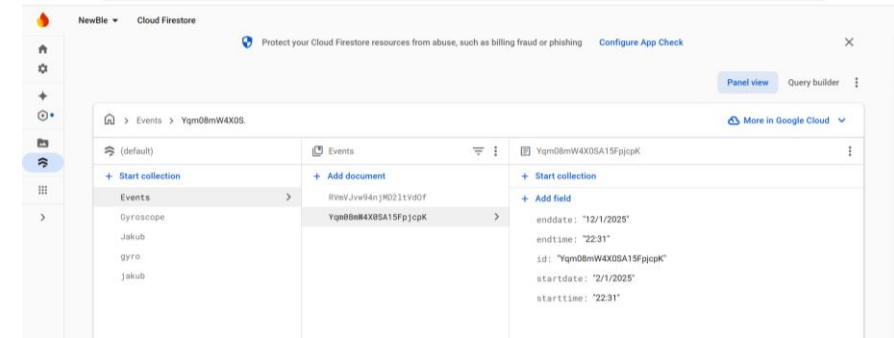 NewBle Cloud Firestore
Protect your Cloud Firestore resources from abuse, such as billing fraud or phishing Configure App Check
Panel view Query builder
Events > Yqm08mW4X0S.
More in Google Cloud
(default)
+ Start collection
Events
Gyroscope
Jakub
gyro
jakub
Events
+ Add document
RVmVJvw94njMD2ltVdOf
Yqm08mW4X0SA15FpjcpK
Yqm08mW4X0SA15FpjcpK
+ Start collection
+ Add field
enddate: "12/1/2025"
endtime: "22:31"
id: "Yqm08mW4X0SA15FpjcpK"
startdate: "2/1/2025"
starttime: "22:31"